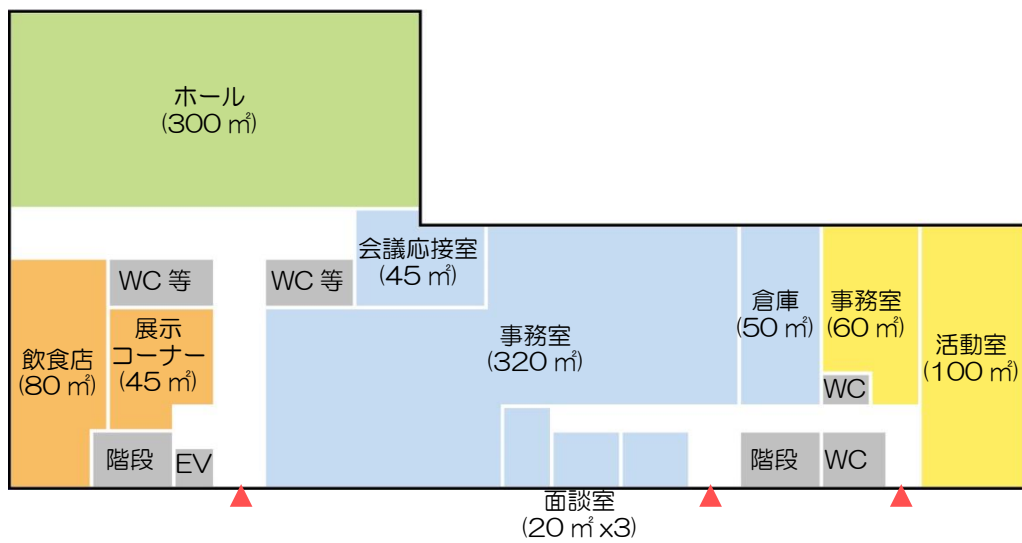 ホール
(300 ㎡)
会議応接室
(45 ㎡)
WC 等
WC 等
展示
コーナー
(45 ㎡)
飲食店
(80 ㎡)
事務室
(320 ㎡)
倉庫
(50 ㎡)
事務室
(60 ㎡)
活動室
(100 ㎡)
WC
階段
EV
階段
WC
面談室
(20 ㎡ x3)